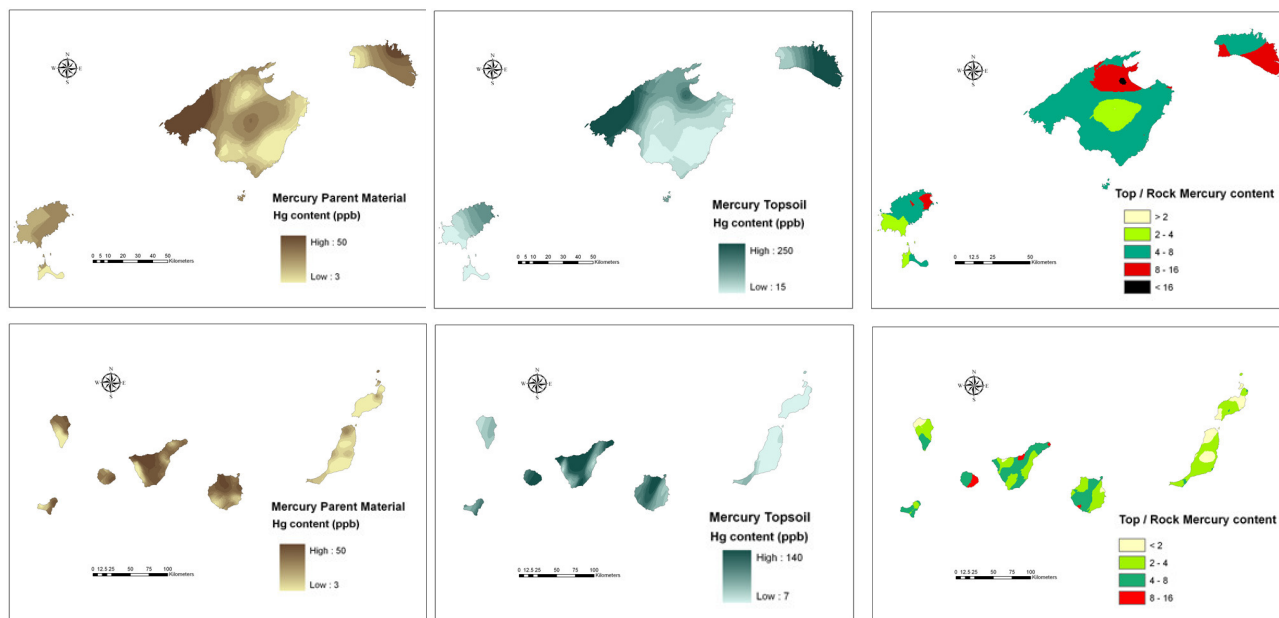 N
W E
S
Mercury Parent Material
Hg content (ppb)
High : 50
Low : 3
0 5 10 20 30 40 50
Kilometers
N
W E
S
Mercury Topsoil
Hg content (ppb)
High : 250
Low : 15
0 5 10 20 30 40 50
Kilometers
N
W E
S
Top / Rock Mercury content
> 2
2 - 4
4 - 8
8 - 16
< 16
0 12.5 25 50
Kilometers
N
W E
S
Mercury Parent Material
Hg content (ppb)
High : 50
Low : 3
0 12.5 25 50 75 100
Kilometers
N
W E
S
Mercury Topsoil
Hg content (ppb)
High : 140
Low : 7
0 12.5 25 50 75 100
Kilometers
N
W E
S
Top / Rock Mercury content
< 2
2 - 4
4 - 8
8 - 16
0 12.5 25 50 75 100
Kilometers